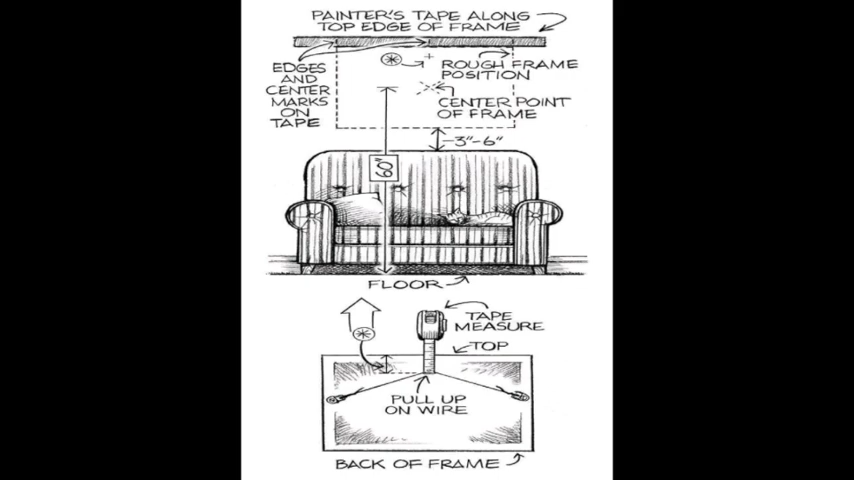 PAINTER'S TAPE ALONG
TOP EDGE OF FRAME
EDGES
AND
CENTER
MARKS
ON
TAPE
ROUGH FRAME
POSITION
CENTER POINT
OF FRAME
3"-6"
60"
FLOOR
TAPE
MEASURE
TOP
PULL UP
ON WIRE
BACK OF FRAME